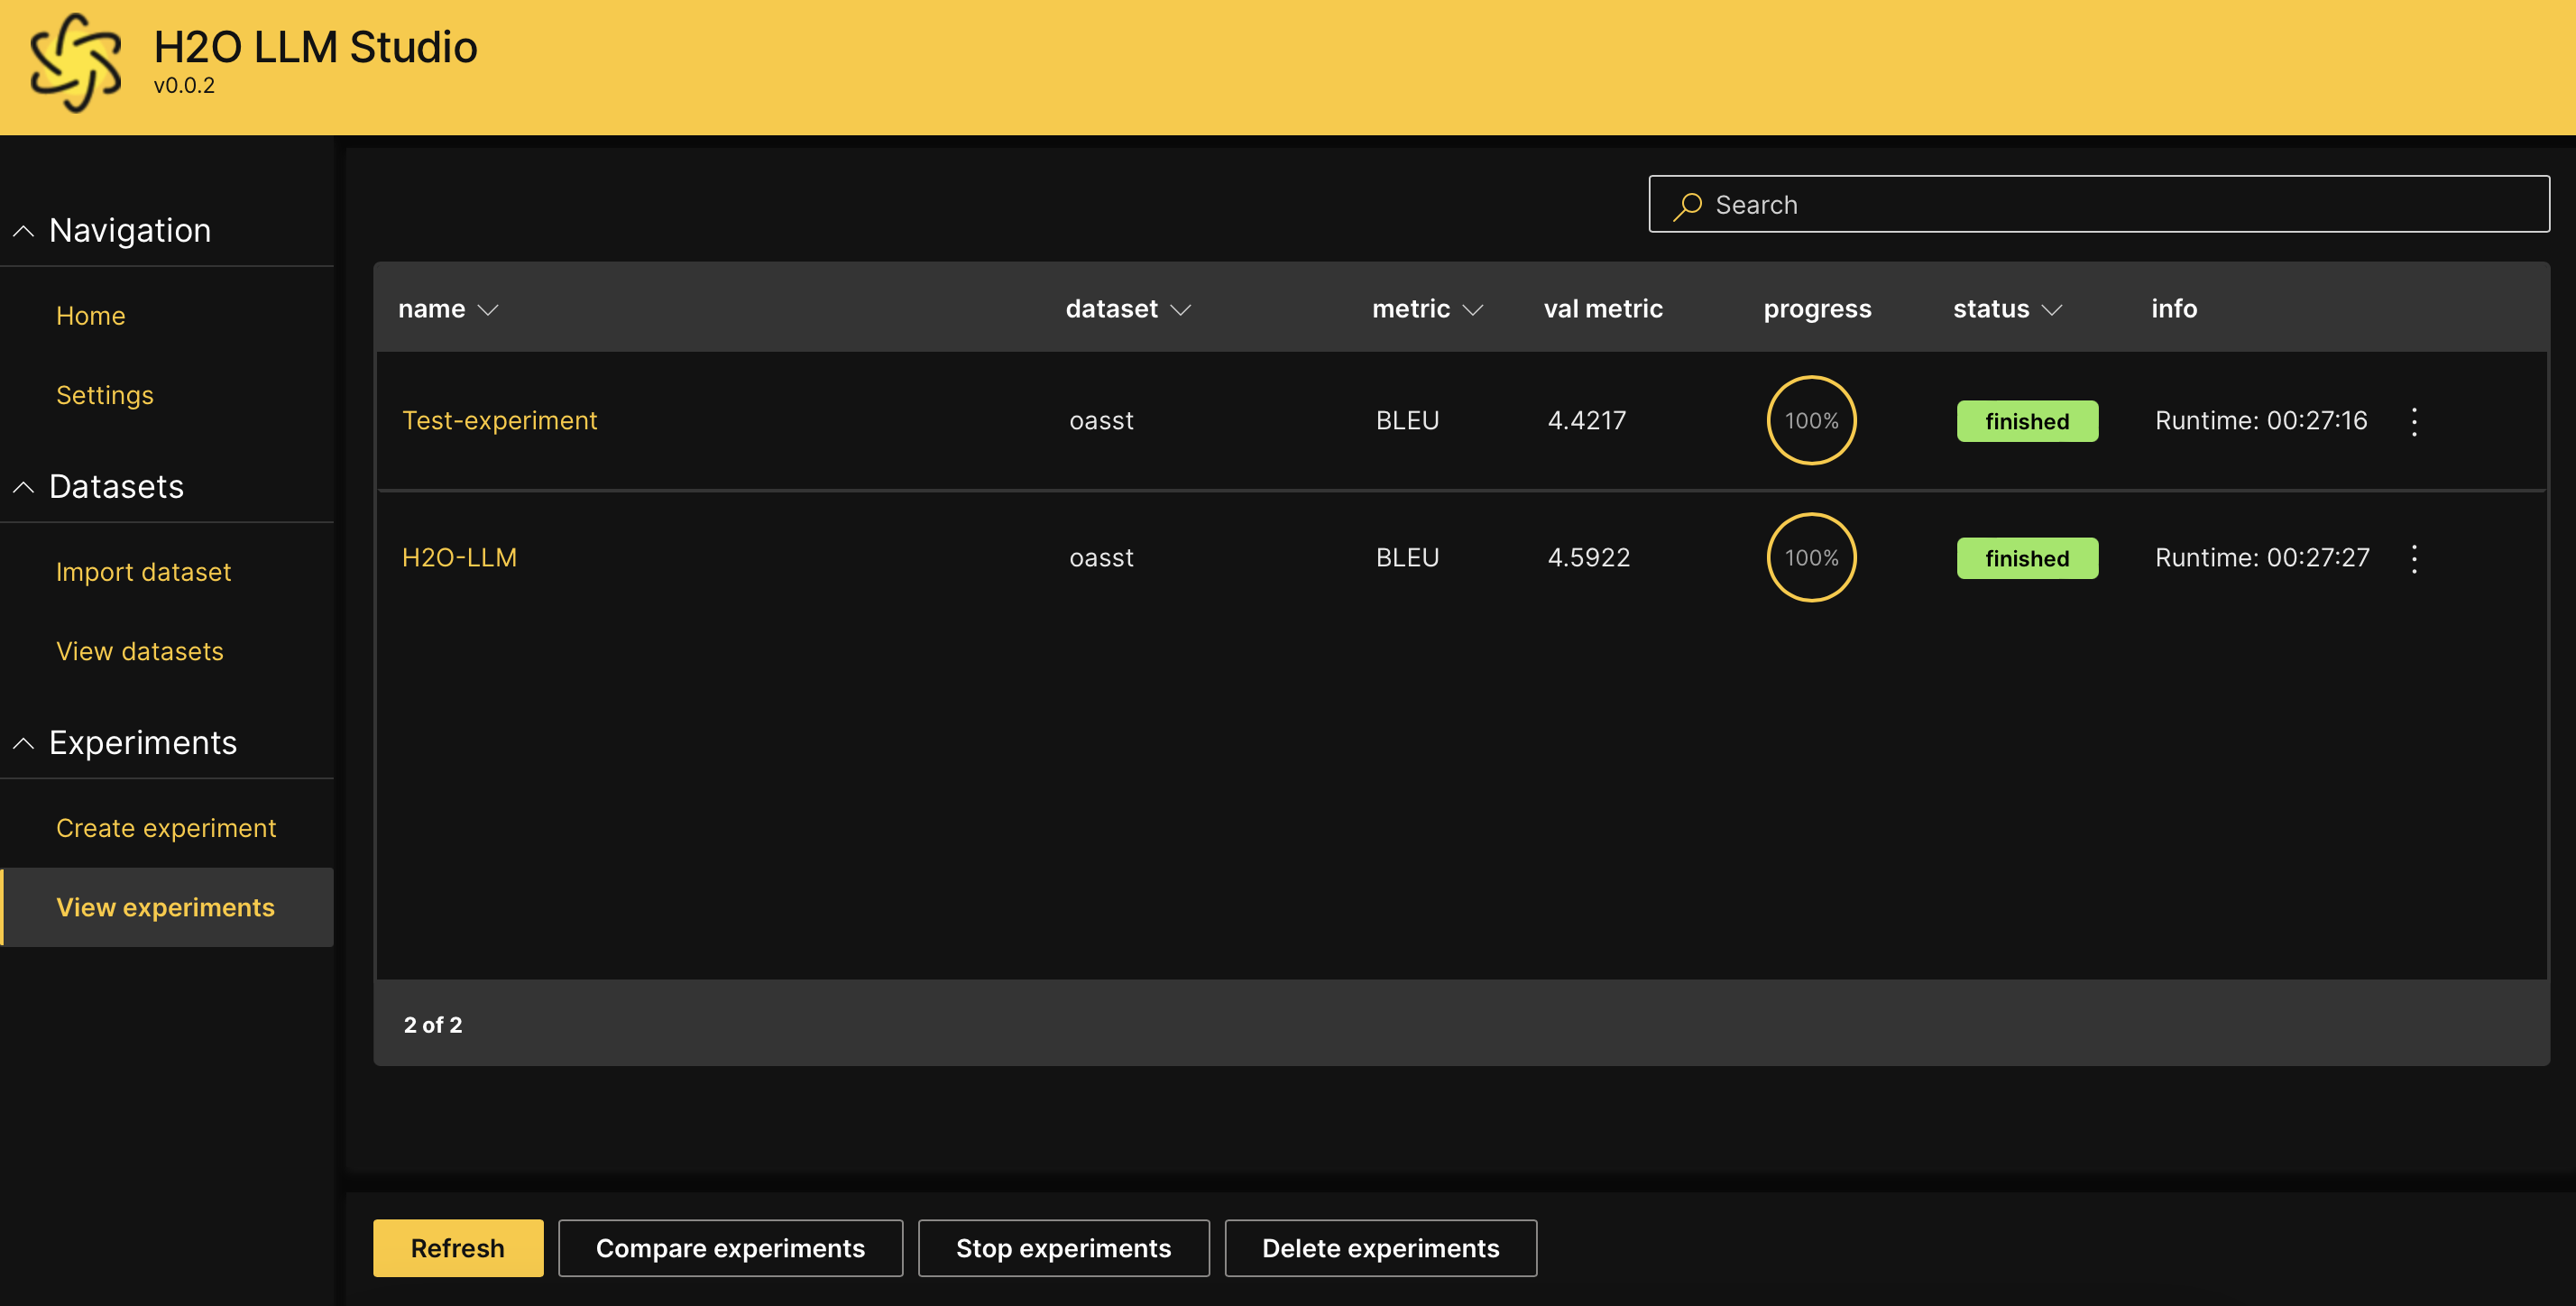 H2O LLM Studio
v0.0.2
Navigation
Home
Settings
Datasets
Import dataset
View datasets
Experiments
Create experiment
View experiments
Search
name dataset metric val metric progress status info
Test-experiment oasst BLEU 4.4217 100% finished Runtime: 00:27:16
H2O-LLM oasst BLEU 4.5922 100% finished Runtime: 00:27:27
2 of 2
Refresh Compare experiments Stop experiments Delete experiments